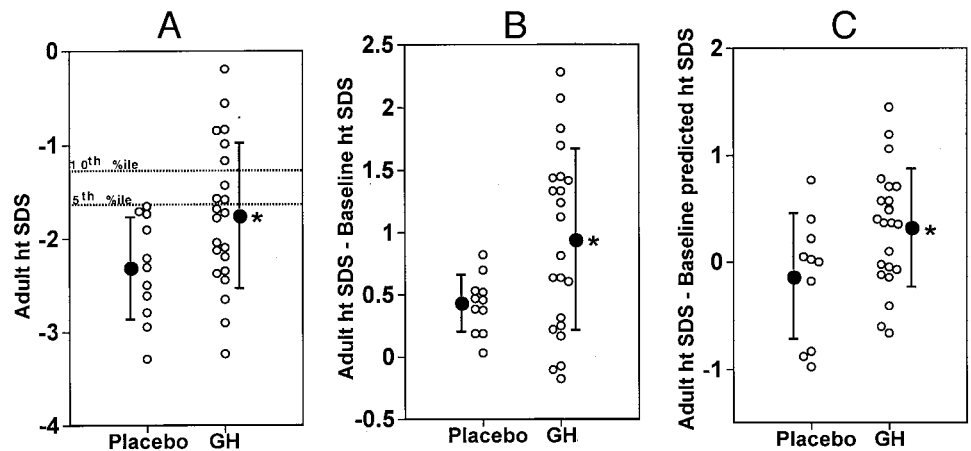 A
Adult ht SDS
0
-1
-2
-3
-4
10th %ile
5th %ile
*
Placebo GH
B
Adult ht SDS - Baseline ht SDS
2.5
2
1.5
1
0.5
0
-0.5
*
Placebo GH
C
Adult ht SDS - Baseline predicted ht SDS
2
1
0
-1
*
Placebo GH